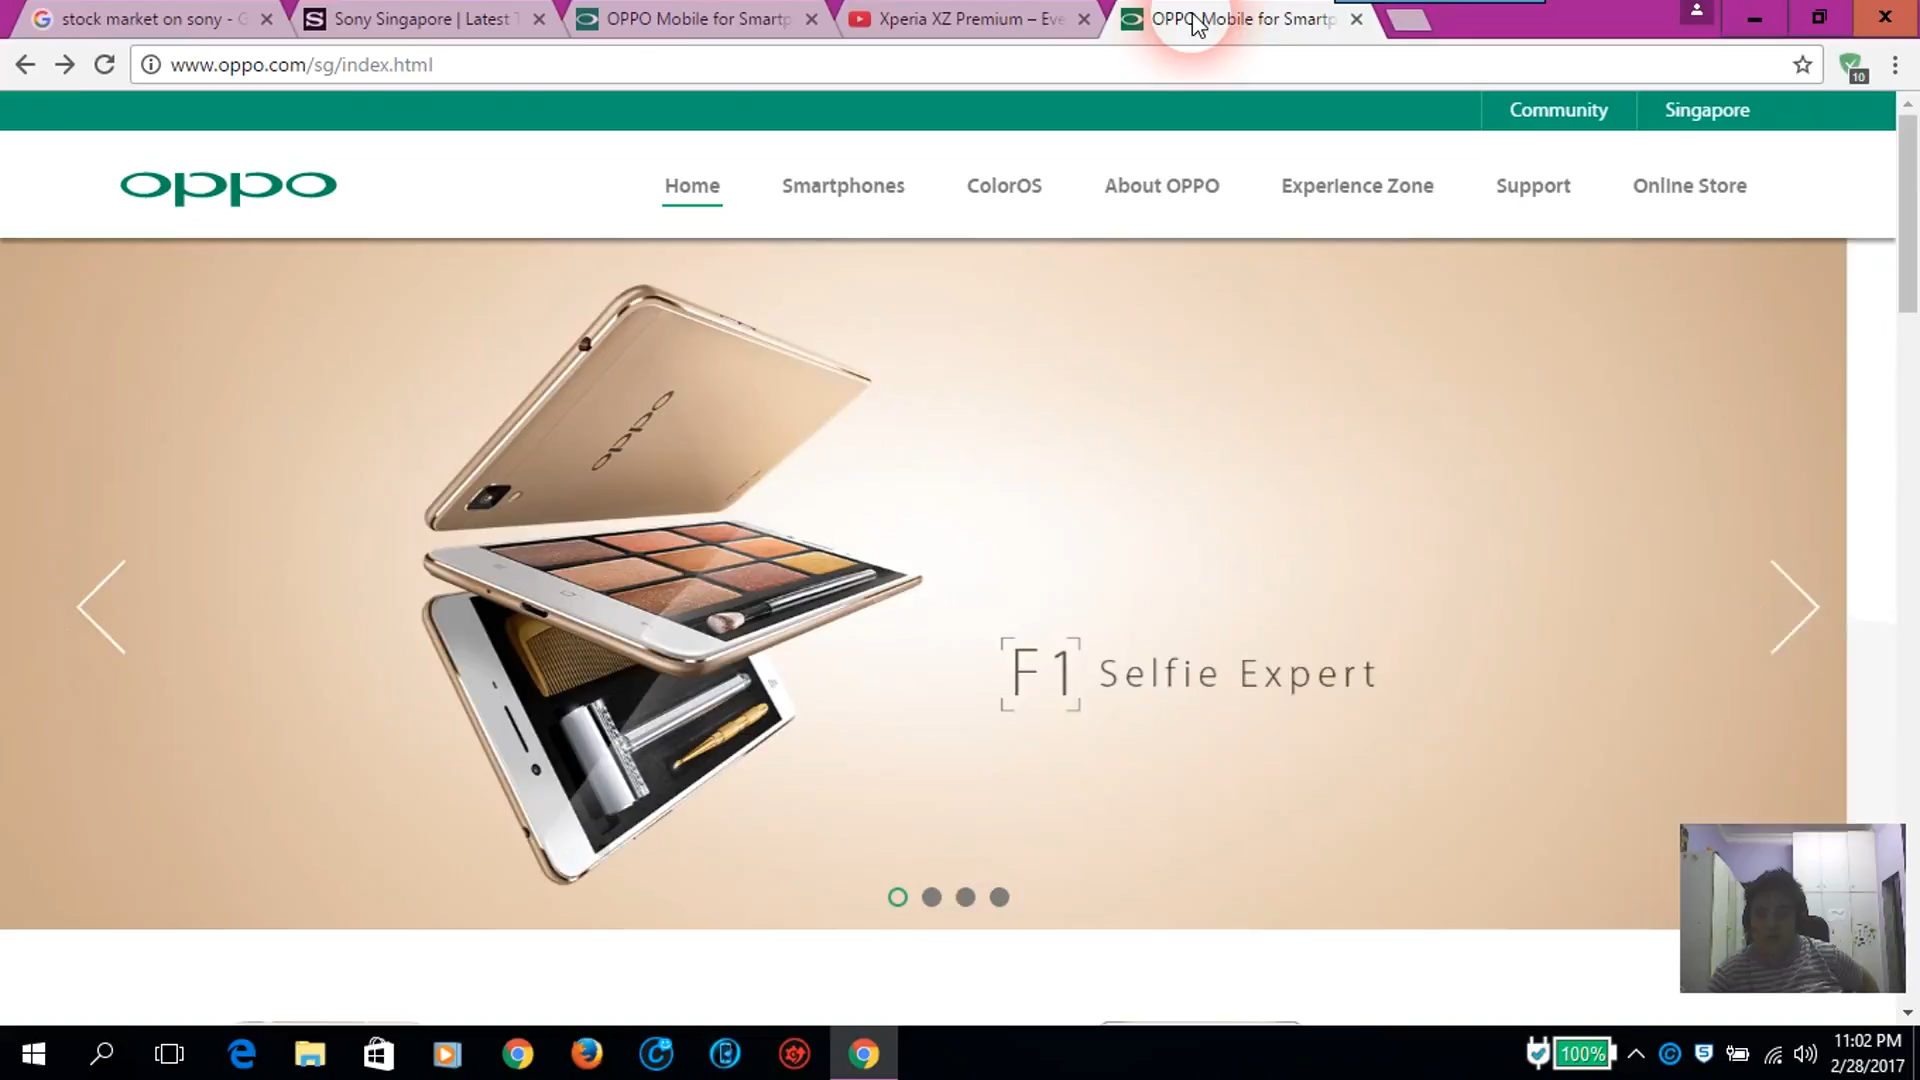 stock market on sony - G
Sony Singapore | Latest T
OPPO Mobile for Smartp
Xperia XZ Premium – Eve
OPPO Mobile for Smartp
www.oppo.com/sg/index.html
10
Community
Singapore
oppo
Home
Smartphones
ColorOS
About OPPO
Experience Zone
Support
Online Store
oppo
F1 Selfie Expert
100%
11:02 PM
2/28/2017